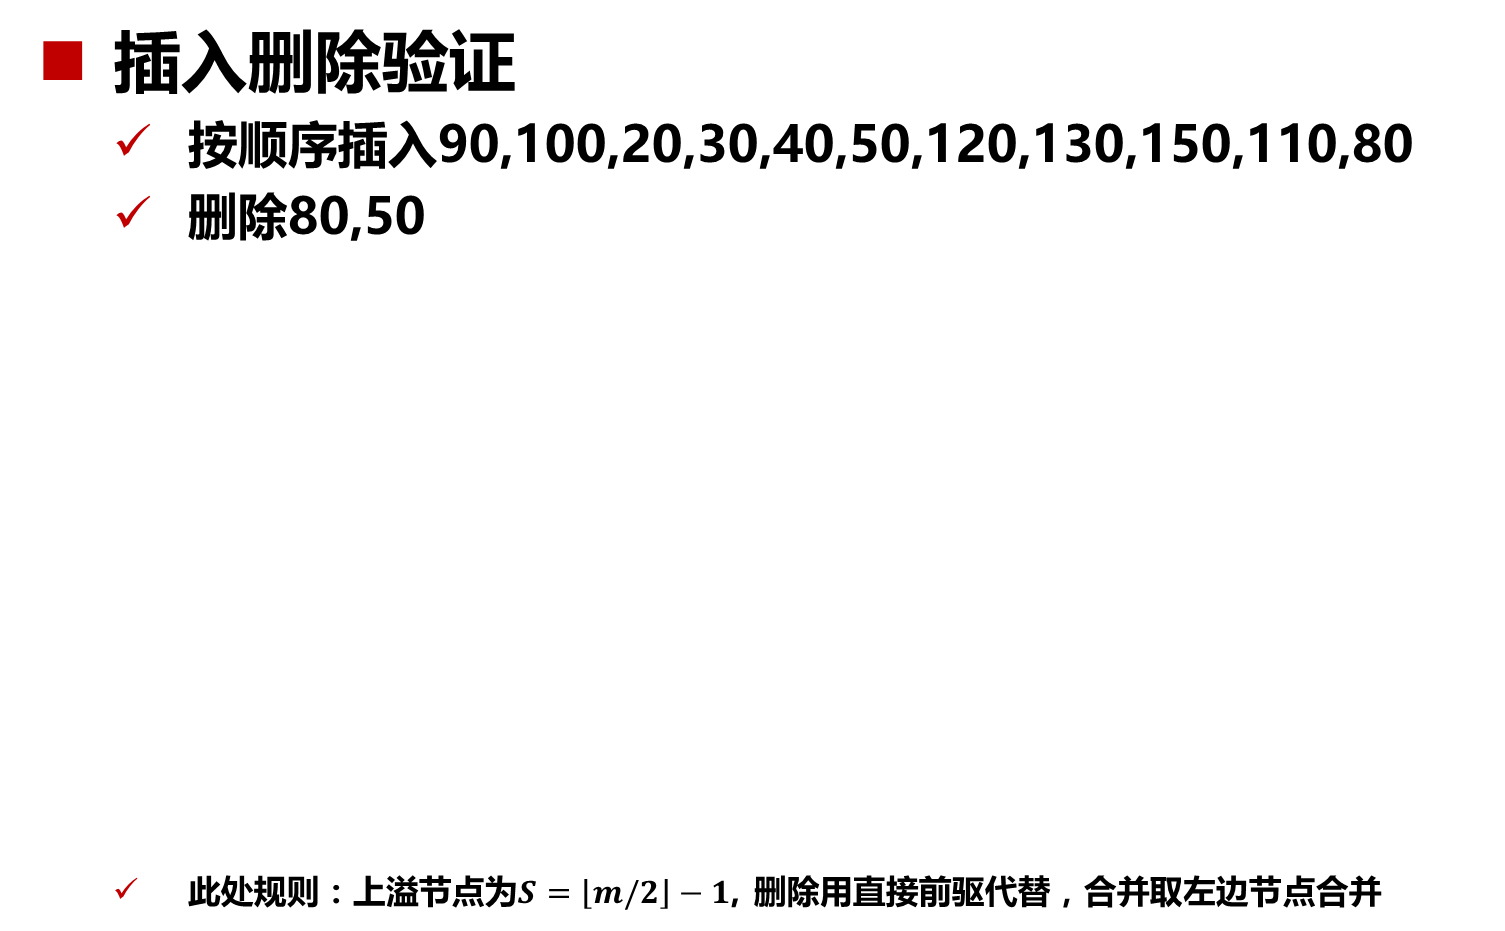 插入删除验证
按顺序插入90,100,20,30,40,50,120,130,150,110,80
删除80,50
此处规则：上溢节点为S = ⌊m/2⌋ − 1, 删除用直接前驱代替，合并取左边节点合并